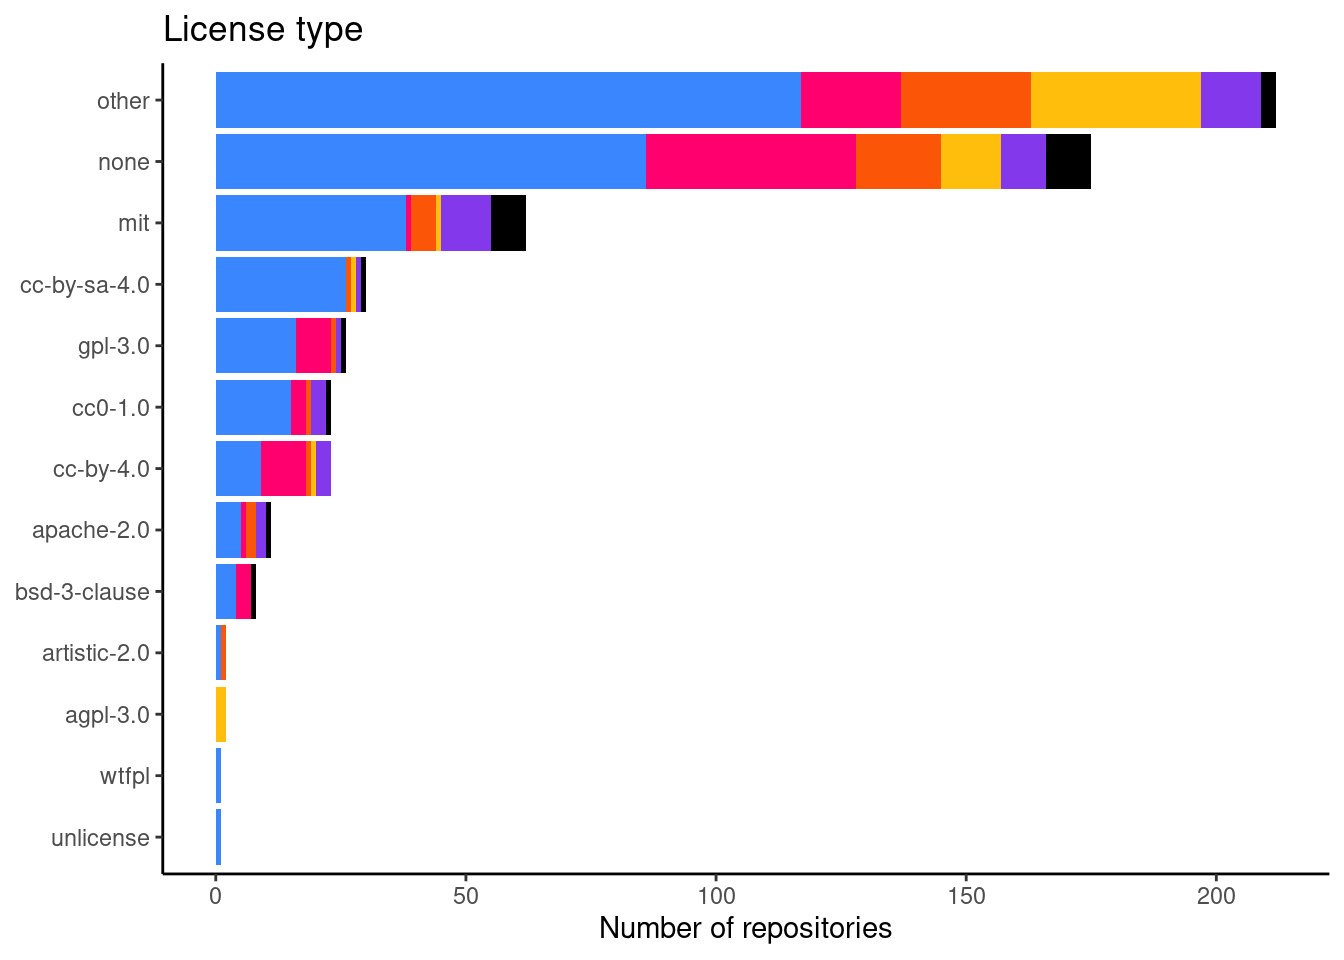 License type
other
none
mit
cc-by-sa-4.0
gpl-3.0
cc0-1.0
cc-by-4.0
apache-2.0
bsd-3-clause
artistic-2.0
agpl-3.0
wtfpl
unlicense
0 50 100 150 200
Number of repositories